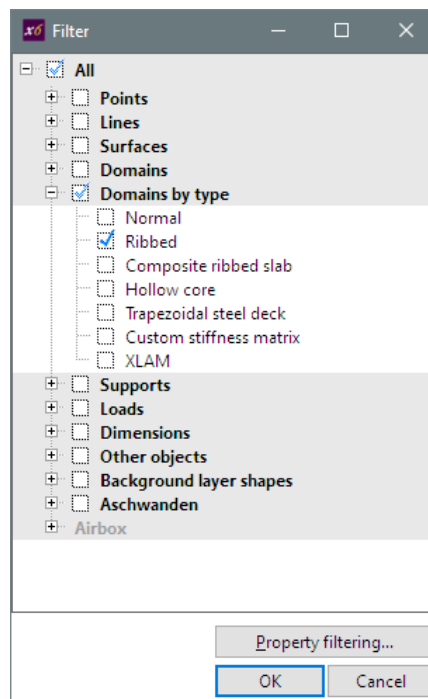 x6 Filter
All
Points
Lines
Surfaces
Domains
Domains by type
Normal
Ribbed
Composite ribbed slab
Hollow core
Trapezoidal steel deck
Custom stiffness matrix
XLAM
Supports
Loads
Dimensions
Other objects
Background layer shapes
Aschwanden
Airbox
Property filtering...
OK Cancel